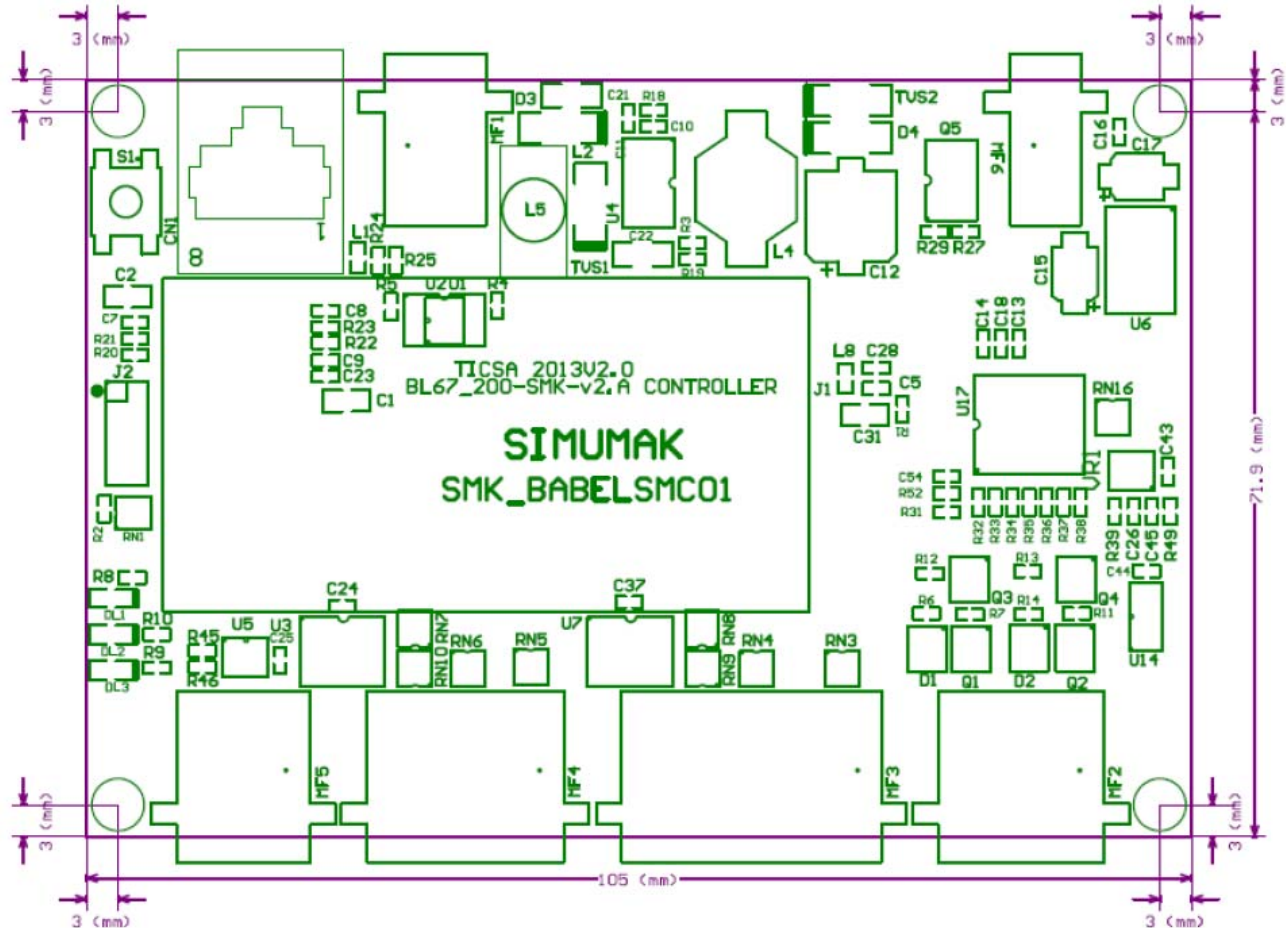 3 (mm)
3 (mm)
3 (mm)
3 (mm)
D3
C21
R18
TVS2
MF1
C10
C11
D4
Q5
MF6
C16
C17
S1
L2
CN1
1
8
L1
R24
R25
L5
U4
TVS1
C22
R3
R19
L4
C12
R29
R27
C15
U6
C2
R5
U2
U1
R4
C7
R21
R20
C8
R23
R22
C9
C23
C1
C14
C18
C13
J2
TICSA 2013V2.0
BL67_200-SMK-v2.A CONTROLLER
J1
L8
C28
C5
R1
C31
U17
RN16
SIMUMAK
SMK_BABELSMC01
VR1
C43
71.9 (mm)
C54
R52
R31
R2
RN1
R32
R33
R34
R35
R36
R37
R38
R39
C26
C45
R49
R8
DL1
R10
DL2
R9
DL3
R45
R46
U5
U3
C25
C24
RN7
RN10
RN6
RN5
U7
C37
RN8
RN9
RN4
RN3
R12
R13
C44
Q3
Q4
R6
R7
R14
R11
D1
Q1
D2
Q2
U14
MF5
MF4
MF3
MF2
3 (mm)
3 (mm)
105 (mm)
3 (mm)
3 (mm)